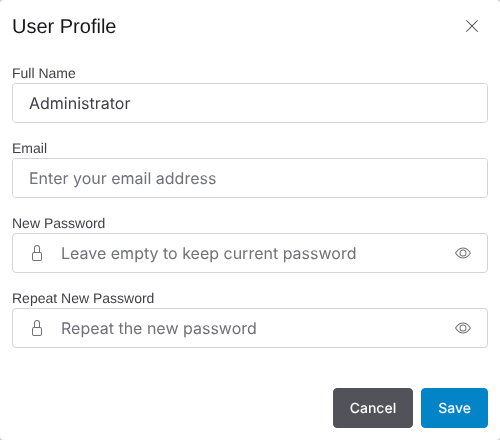 User Profile
Full Name
Administrator
Email
Enter your email address
New Password
Leave empty to keep current password
Repeat New Password
Repeat the new password
Cancel Save